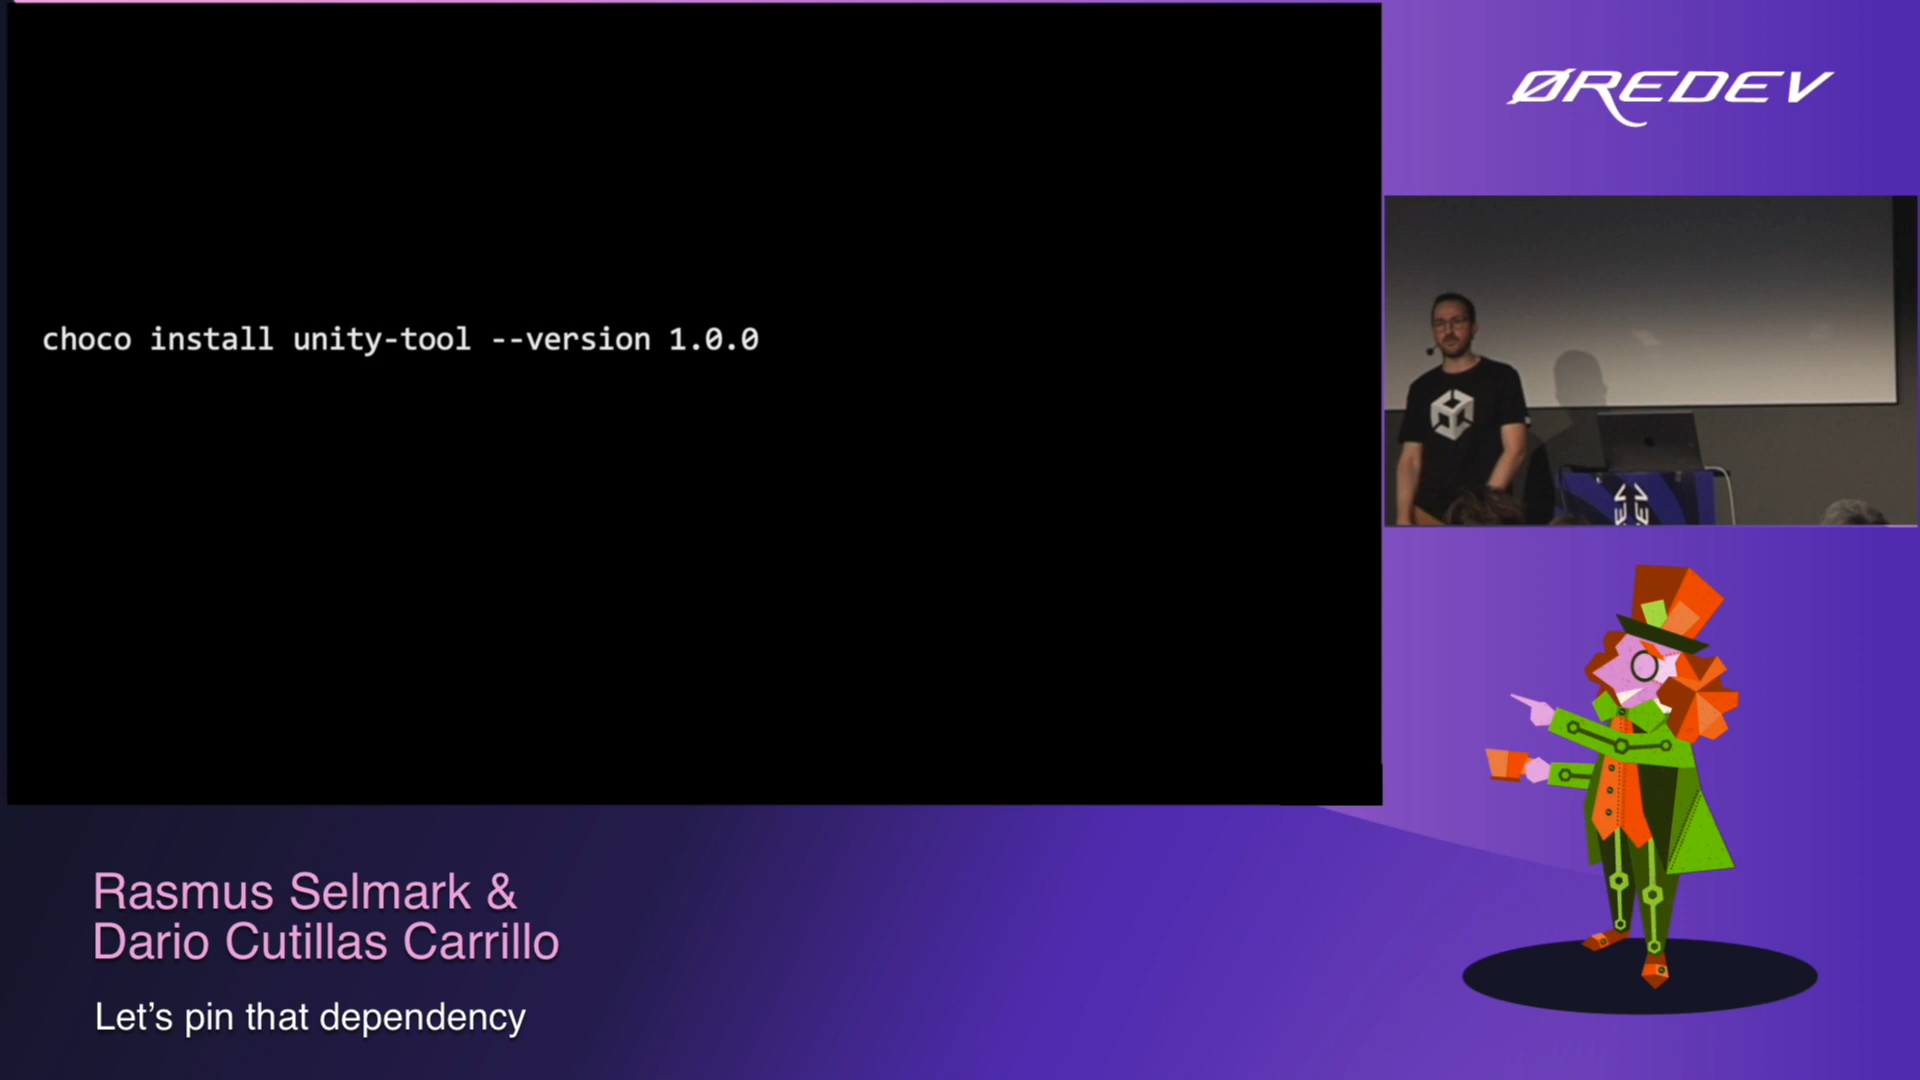 choco install unity-tool --version 1.0.0
ØREDEV
Rasmus Selmark &
Dario Cutillas Carrillo
Let's pin that dependency